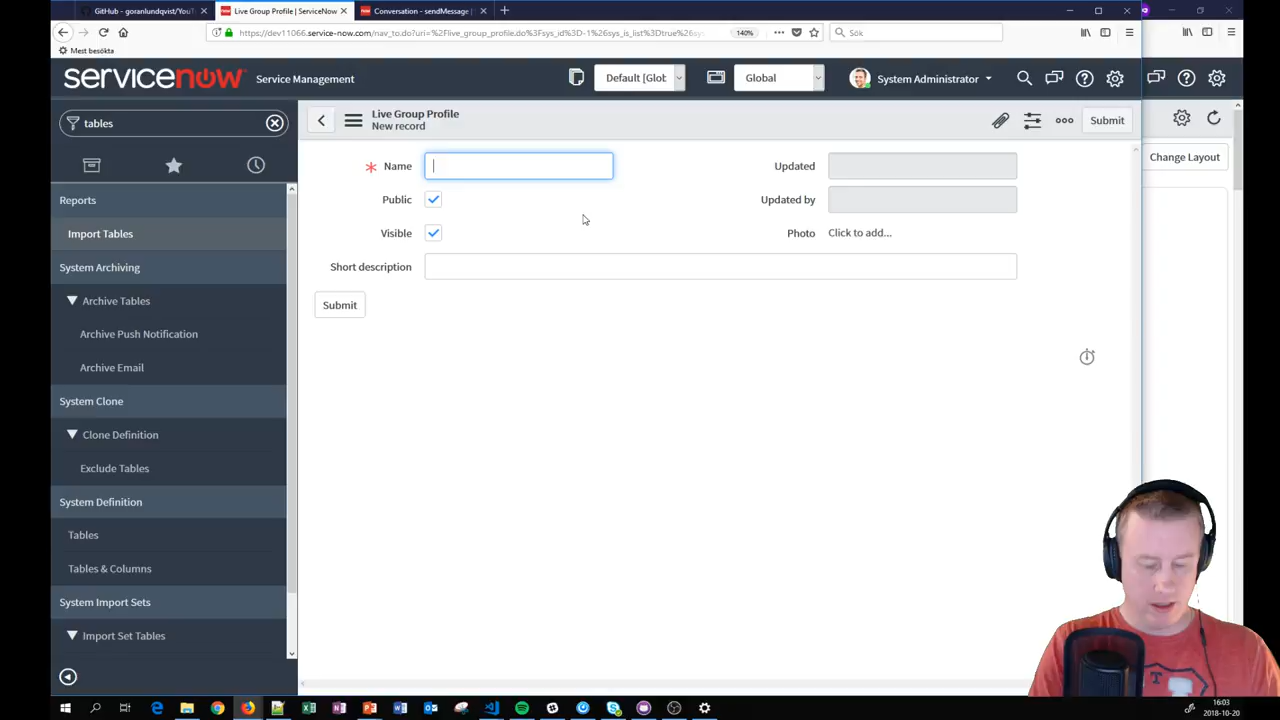 GitHub - goranlundqvist/YouT
Live Group Profile | ServiceNow
Conversation - sendMessage |
https://dev11066.service-now.com/nav_to.do?uri=%2Flive_group_profile.do%3Fsys_id%3D-1%26sys_is_list%3Dtrue%26sys_
140%
Sök
Mest besökta
servicenow Service Management
Default [Glob
Global
System Administrator
tables
Live Group Profile
New record
Submit
Change Layout
Reports
Import Tables
System Archiving
Archive Tables
Archive Push Notification
Archive Email
System Clone
Clone Definition
Exclude Tables
System Definition
Tables
Tables & Columns
System Import Sets
Import Set Tables
Name
Public
Visible
Short description
Submit
Updated
Updated by
Photo Click to add...
16:03
2018-10-20